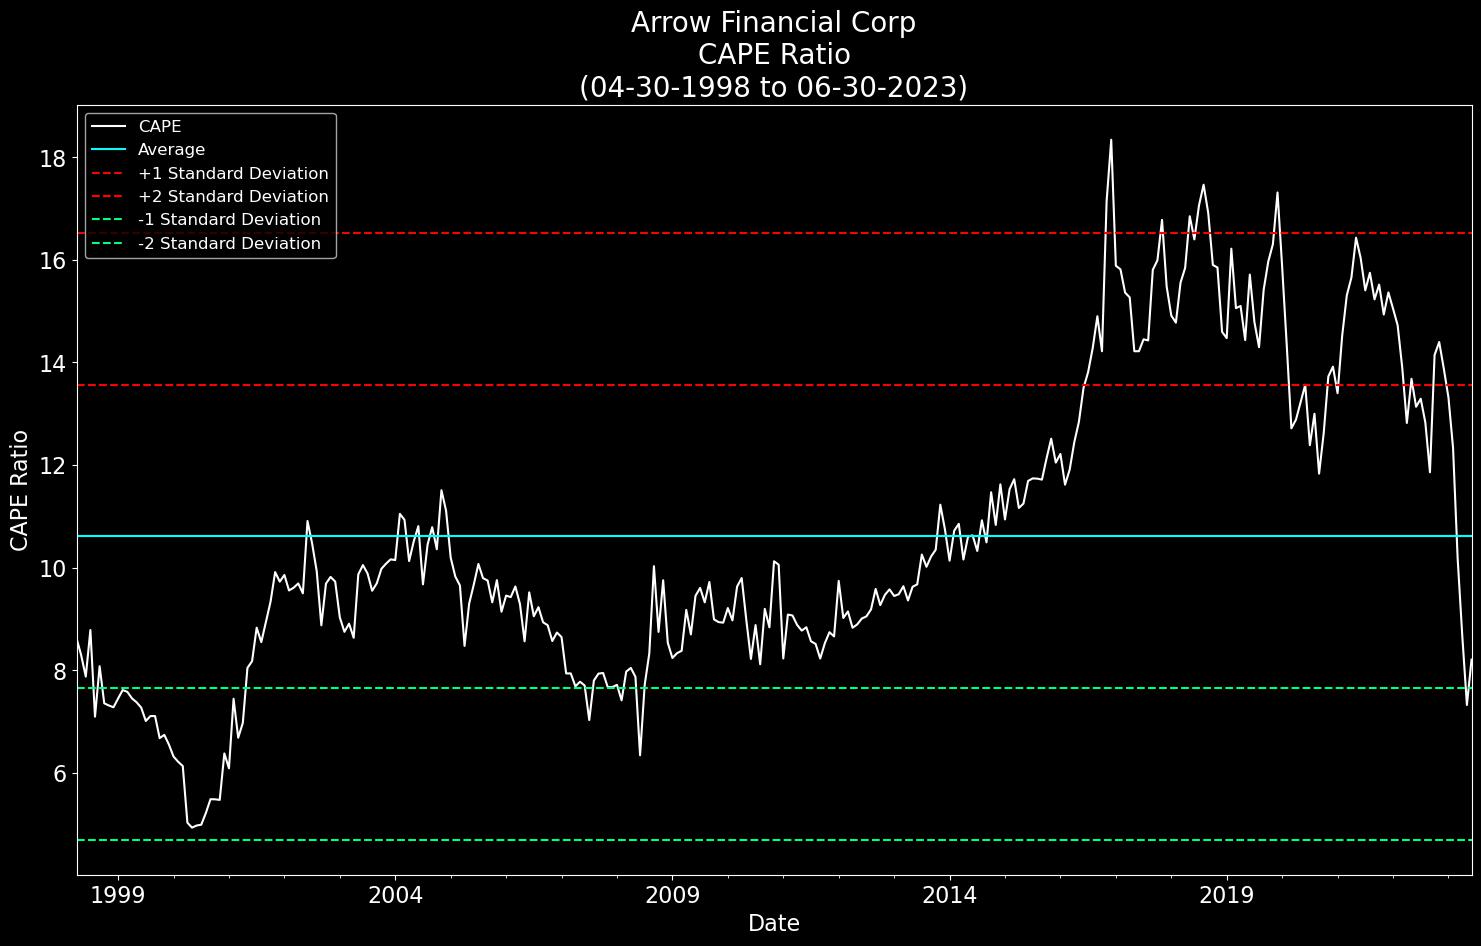 Arrow Financial Corp
CAPE Ratio
(04-30-1998 to 06-30-2023)
CAPE
Average
+1 Standard Deviation
+2 Standard Deviation
-1 Standard Deviation
-2 Standard Deviation
18
16
14
12
10
8
6
CAPE Ratio
1999 2004 2009 2014 2019
Date